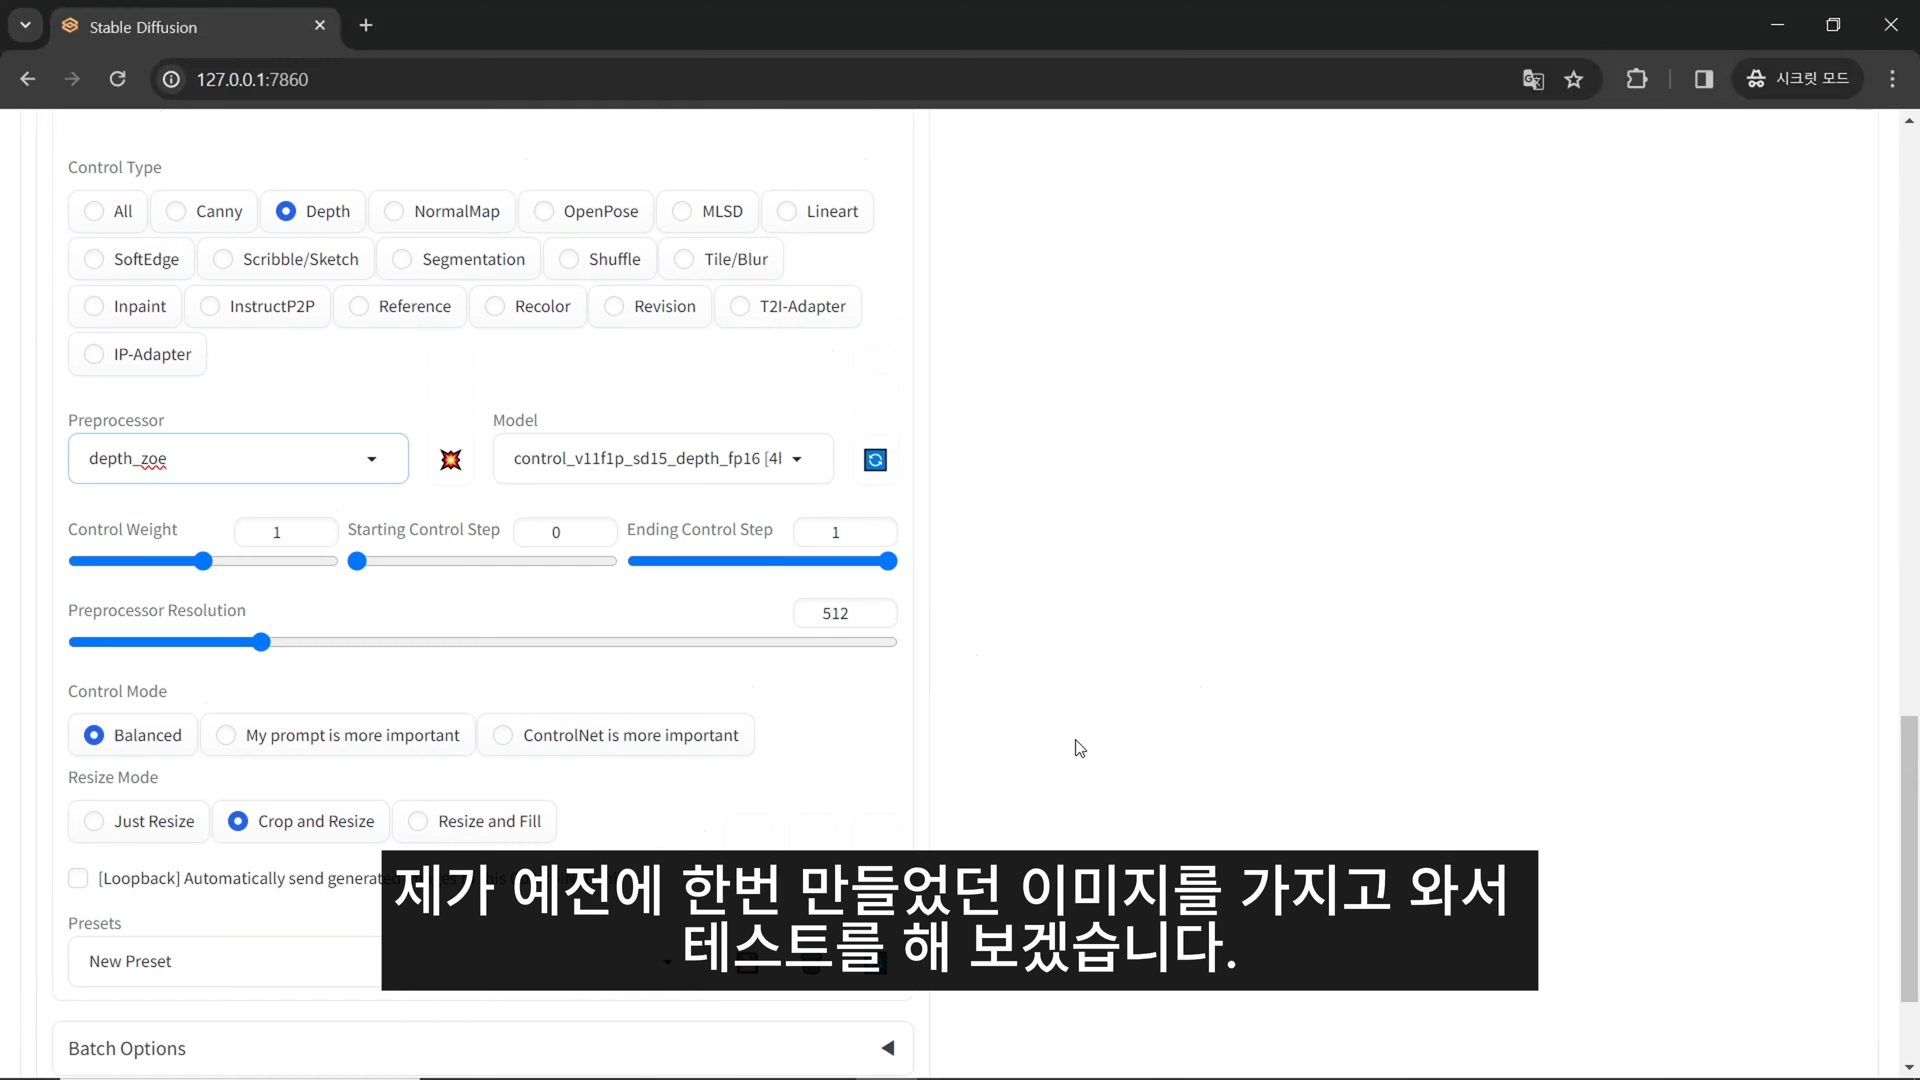 Stable Diffusion
127.0.0.1:7860
시크릿 모드
Control Type
All Canny Depth NormalMap OpenPose MLSD Lineart
SoftEdge Scribble/Sketch Segmentation Shuffle Tile/Blur
Inpaint InstructP2P Reference Recolor Revision T2I-Adapter
IP-Adapter
Preprocessor Model
depth_zoe control_v11f1p_sd15_depth_fp16
Control Weight 1 Starting Control Step 0 Ending Control Step 1
Preprocessor Resolution 512
Control Mode
Balanced My prompt is more important ControlNet is more important
Resize Mode
Just Resize Crop and Resize Resize and Fill
[Loopback] Automatically send
제가 예전에 한번 만들었던 이미지를 가지고 와서
테스트를 해 보겠습니다.
Presets
New Preset
Batch Options